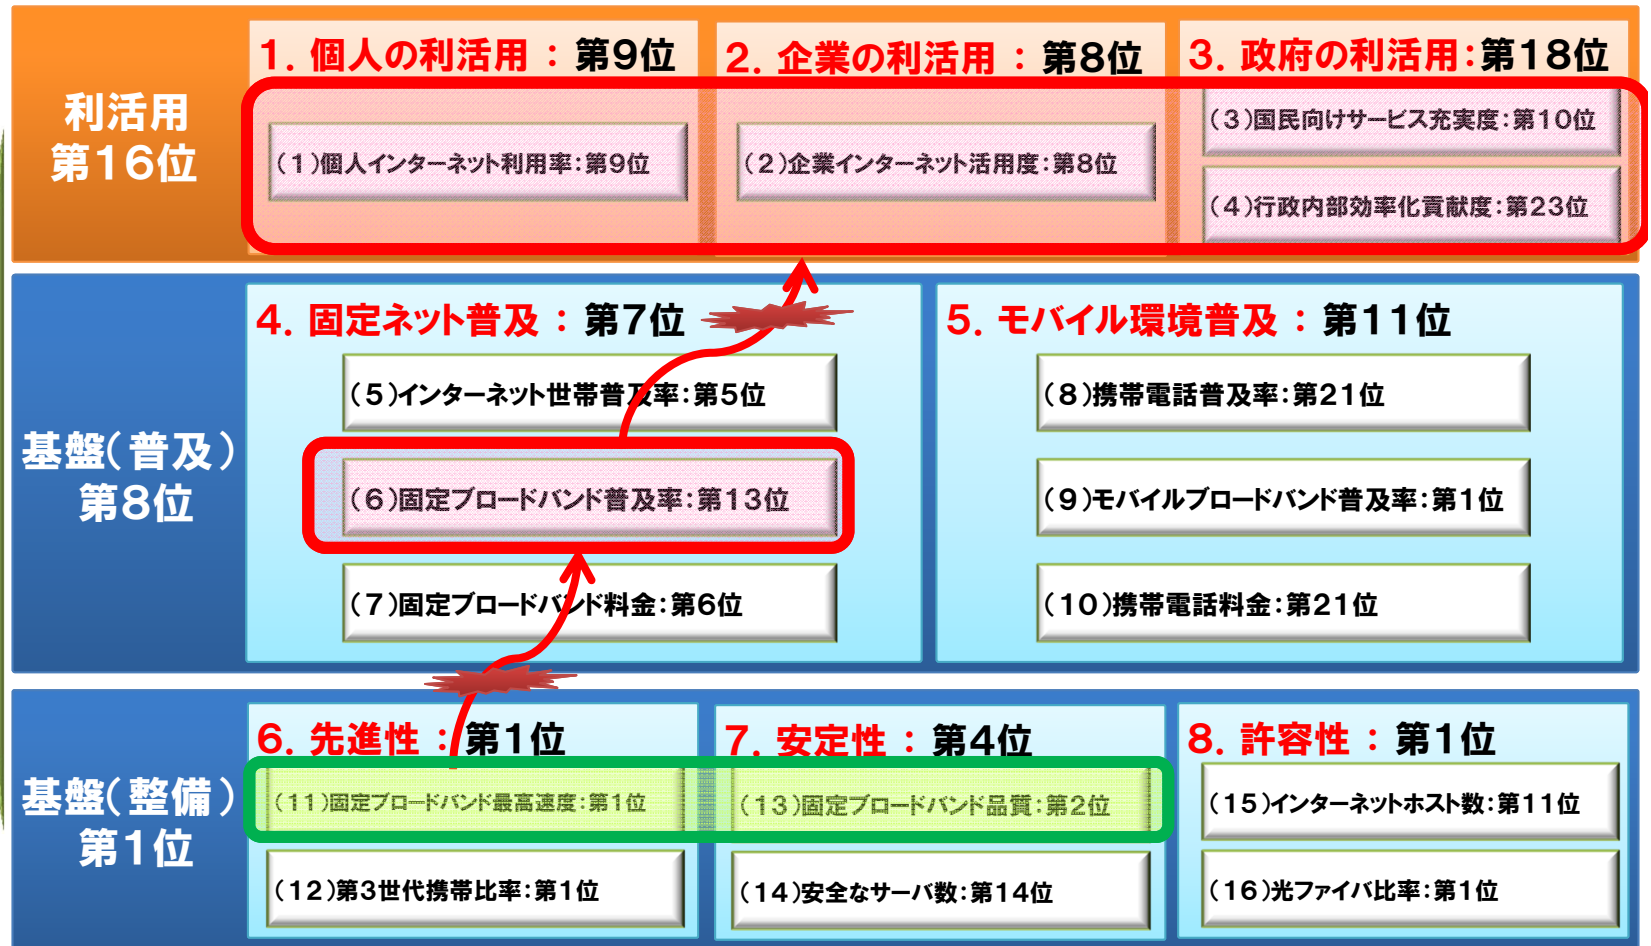 利活用
第16位
1. 個人の利活用 : 第9位
(1)個人インターネット利用率:第9位
2. 企業の利活用 : 第8位
(2)企業インターネット活用度:第8位
3. 政府の利活用:第18位
(3)国民向けサービス充実度:第10位
(4)行政内部効率化貢献度:第23位
基盤(普及)
第8位
4. 固定ネット普及 : 第7位
(5)インターネット世帯普及率:第5位
(6)固定ブロードバンド普及率:第13位
(7)固定ブロードバンド料金:第6位
5. モバイル環境普及 : 第11位
(8)携帯電話普及率:第21位
(9)モバイルブロードバンド普及率:第1位
(10)携帯電話料金:第21位
基盤(整備)
第1位
6. 先進性 : 第1位
(11)固定ブロードバンド最高速度:第1位
(12)第3世代携帯比率:第1位
7. 安定性 : 第4位
(13)固定ブロードバンド品質:第2位
(14)安全なサーバ数:第14位
8. 許容性 : 第1位
(15)インターネットホスト数:第11位
(16)光ファイバ比率:第1位